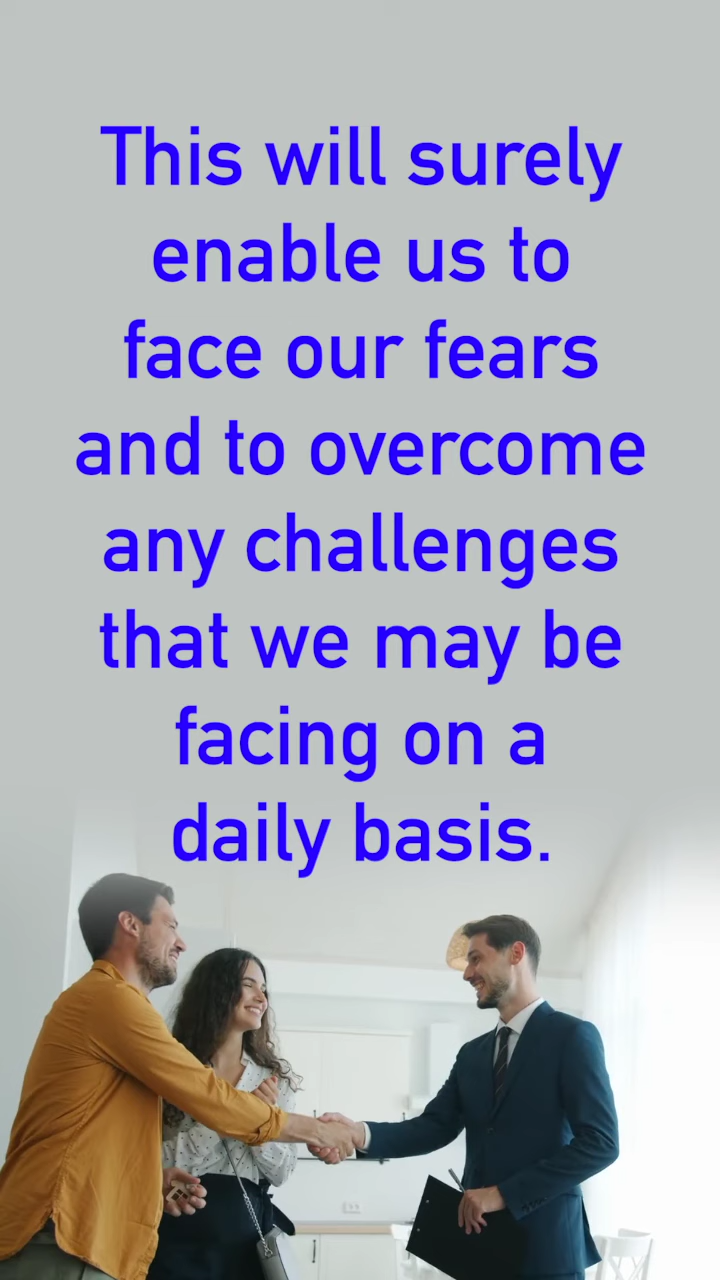 This will surely
enable us to
face our fears
and to overcome
any challenges
that we may be
facing on a
daily basis.